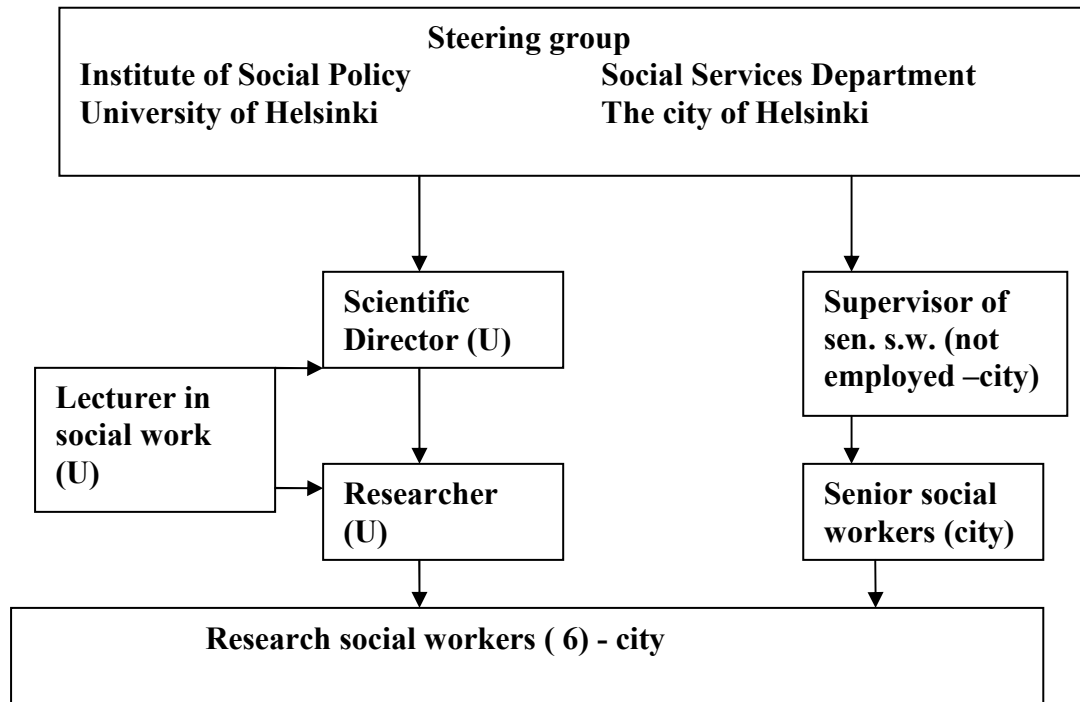 Steering group
Institute of Social Policy
University of Helsinki
Social Services Department
The city of Helsinki
Scientific
Director (U)
Supervisor of
sen. s.w. (not
employed –city)
Lecturer in
social work
(U)
Researcher
(U)
Senior social
workers (city)
Research social workers ( 6) - city